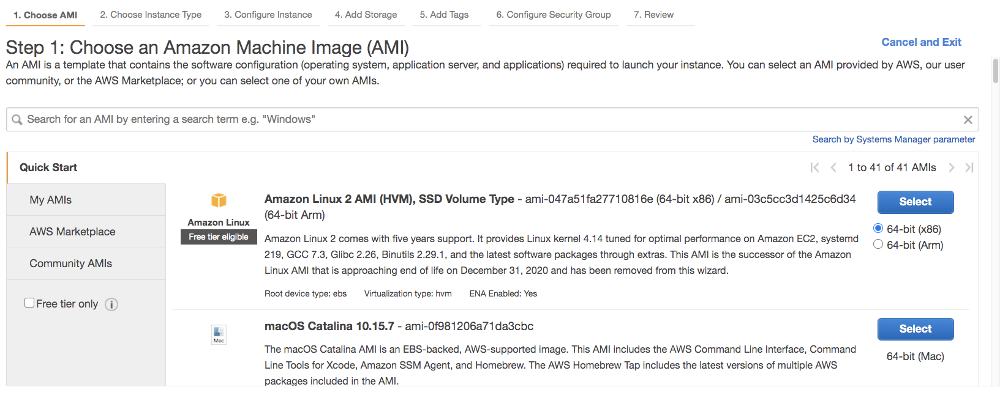 1. Choose AMI 2. Choose Instance Type 3. Configure Instance 4. Add Storage 5. Add Tags 6. Configure Security Group 7. Review
Step 1: Choose an Amazon Machine Image (AMI)
Cancel and Exit
An AMI is a template that contains the software configuration (operating system, application server, and applications) required to launch your instance. You can select an AMI provided by AWS, our user
community, or the AWS Marketplace; or you can select one of your own AMIs.
Search for an AMI by entering a search term e.g. "Windows"
Search by Systems Manager parameter
Quick Start
1 to 41 of 41 AMIs
My AMIs
AWS Marketplace
Community AMIs
Free tier only
Amazon Linux
Free tier eligible
Amazon Linux 2 AMI (HVM), SSD Volume Type - ami-047a51fa27710816e (64-bit x86) / ami-03c5cc3d1425c6d34
(64-bit Arm)
Amazon Linux 2 comes with five years support. It provides Linux kernel 4.14 tuned for optimal performance on Amazon EC2, systemd
219, GCC 7.3, Glibc 2.26, Binutils 2.29.1, and the latest software packages through extras. This AMI is the successor of the Amazon
Linux AMI that is approaching end of life on December 31, 2020 and has been removed from this wizard.
Root device type: ebs Virtualization type: hvm ENA Enabled: Yes
Select
64-bit (x86)
64-bit (Arm)
Mac
macOS Catalina 10.15.7 - ami-0f981206a71da3cbc
The macOS Catalina AMI is an EBS-backed, AWS-supported image. This AMI includes the AWS Command Line Interface, Command
Line Tools for Xcode, Amazon SSM Agent, and Homebrew. The AWS Homebrew Tap includes the latest versions of multiple AWS
packages included in the AMI.
Select
64-bit (Mac)